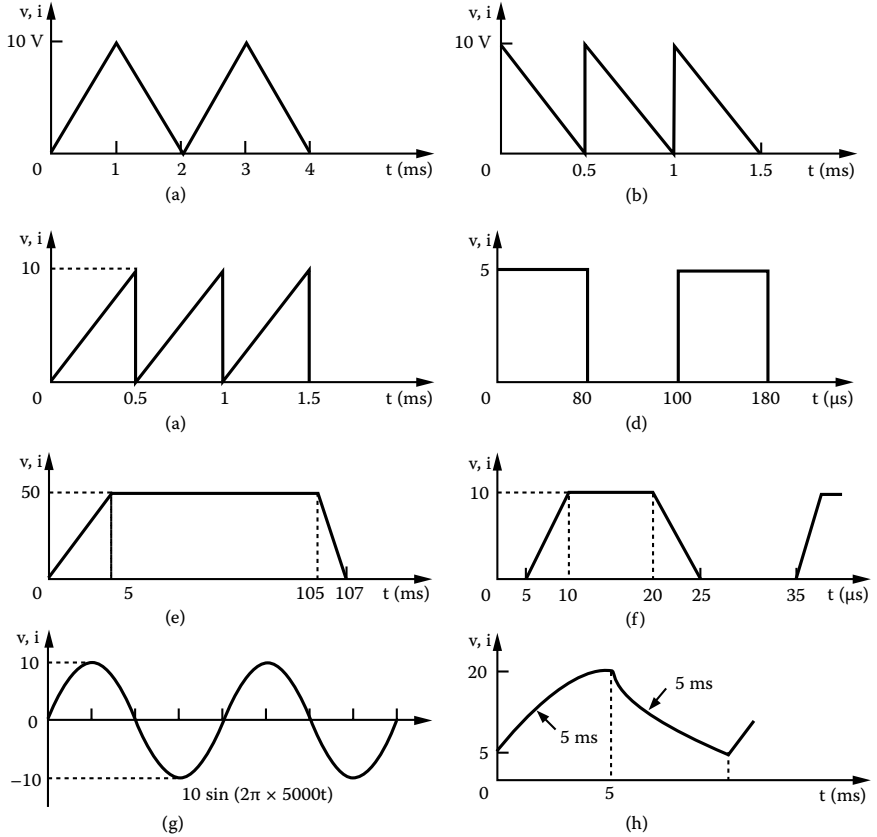 v, i
10 V
0
1
2
3
4
t (ms)
(a)
v, i
10 V
0
0.5
1
1.5
t (ms)
(b)
v, i
10
0
0.5
1
1.5
t (ms)
(a)
v, i
5
0
80
100
180
t (μs)
(d)
v, i
50
0
5
105
107
t (ms)
(e)
v, i
10
0
5
10
20
25
35
t (μs)
(f)
v, i
10
0
−10
10 sin (2π × 5000t)
(g)
v, i
20
5 ms
5 ms
5
0
5
t (ms)
(h)